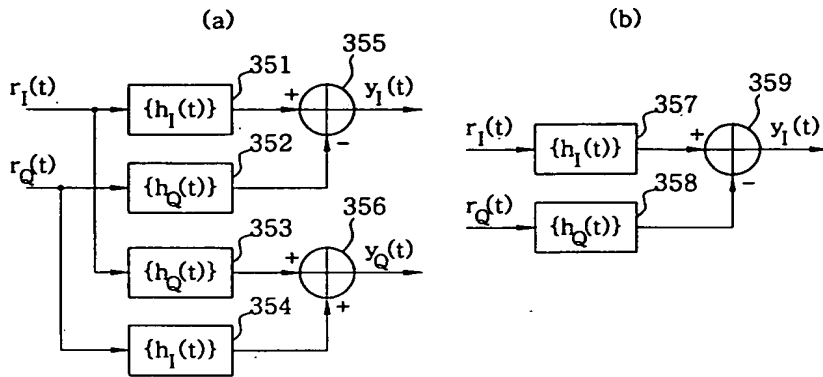 (a)
r_I(t)
{h_I(t)}
351
+
355
y_I(t)
r_Q(t)
{h_Q(t)}
352
−
{h_Q(t)}
353
+
356
y_Q(t)
{h_I(t)}
354
+
(b)
r_I(t)
{h_I(t)}
357
+
359
y_I(t)
r_Q(t)
{h_Q(t)}
358
−